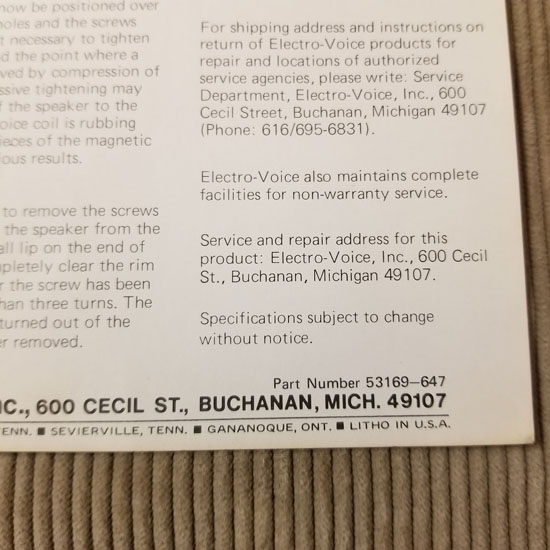 now be positioned over
holes and the screws
t necessary to tighten
d the point where a
ved by compression of
ssive tightening may
f the speaker to the
oice coil is rubbing
ieces of the magnetic
ious results.
to remove the screws
the speaker from the
all lip on the end of
pletely clear the rim
r the screw has been
han three turns. The
turned out of the
er removed.
For shipping address and instructions on
return of Electro-Voice products for
repair and locations of authorized
service agencies, please write: Service
Department, Electro-Voice, Inc., 600
Cecil Street, Buchanan, Michigan 49107
(Phone: 616/695-6831).
Electro-Voice also maintains complete
facilities for non-warranty service.
Service and repair address for this
product: Electro-Voice, Inc., 600 Cecil
St., Buchanan, Michigan 49107.
Specifications subject to change
without notice.
Part Number 53169—647
IC., 600 CECIL ST., BUCHANAN, MICH. 49107
ENN. ■ SEVIERVILLE, TENN. ■ GANANOQUE, ONT. ■ LITHO IN U.S.A.